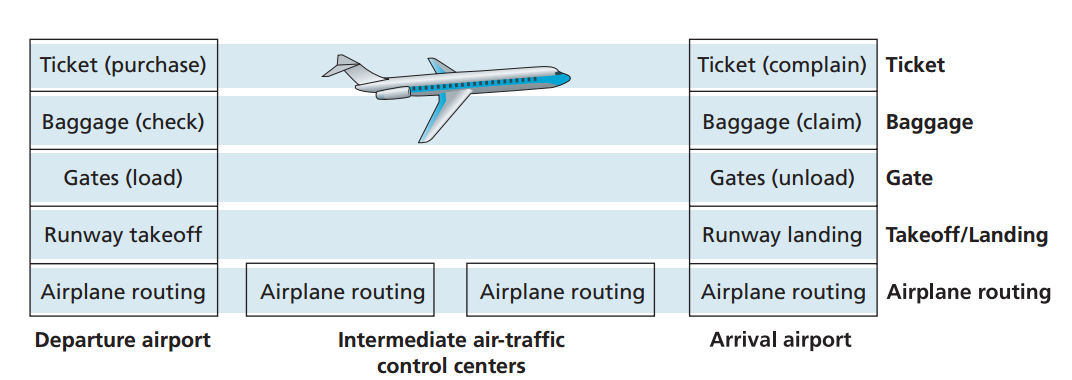 Ticket (purchase)
Ticket (complain)
Ticket
Baggage (check)
Baggage (claim)
Baggage
Gates (load)
Gates (unload)
Gate
Runway takeoff
Runway landing
Takeoff/Landing
Airplane routing
Airplane routing
Airplane routing
Airplane routing
Airplane routing
Departure airport
Intermediate air-traffic
control centers
Arrival airport